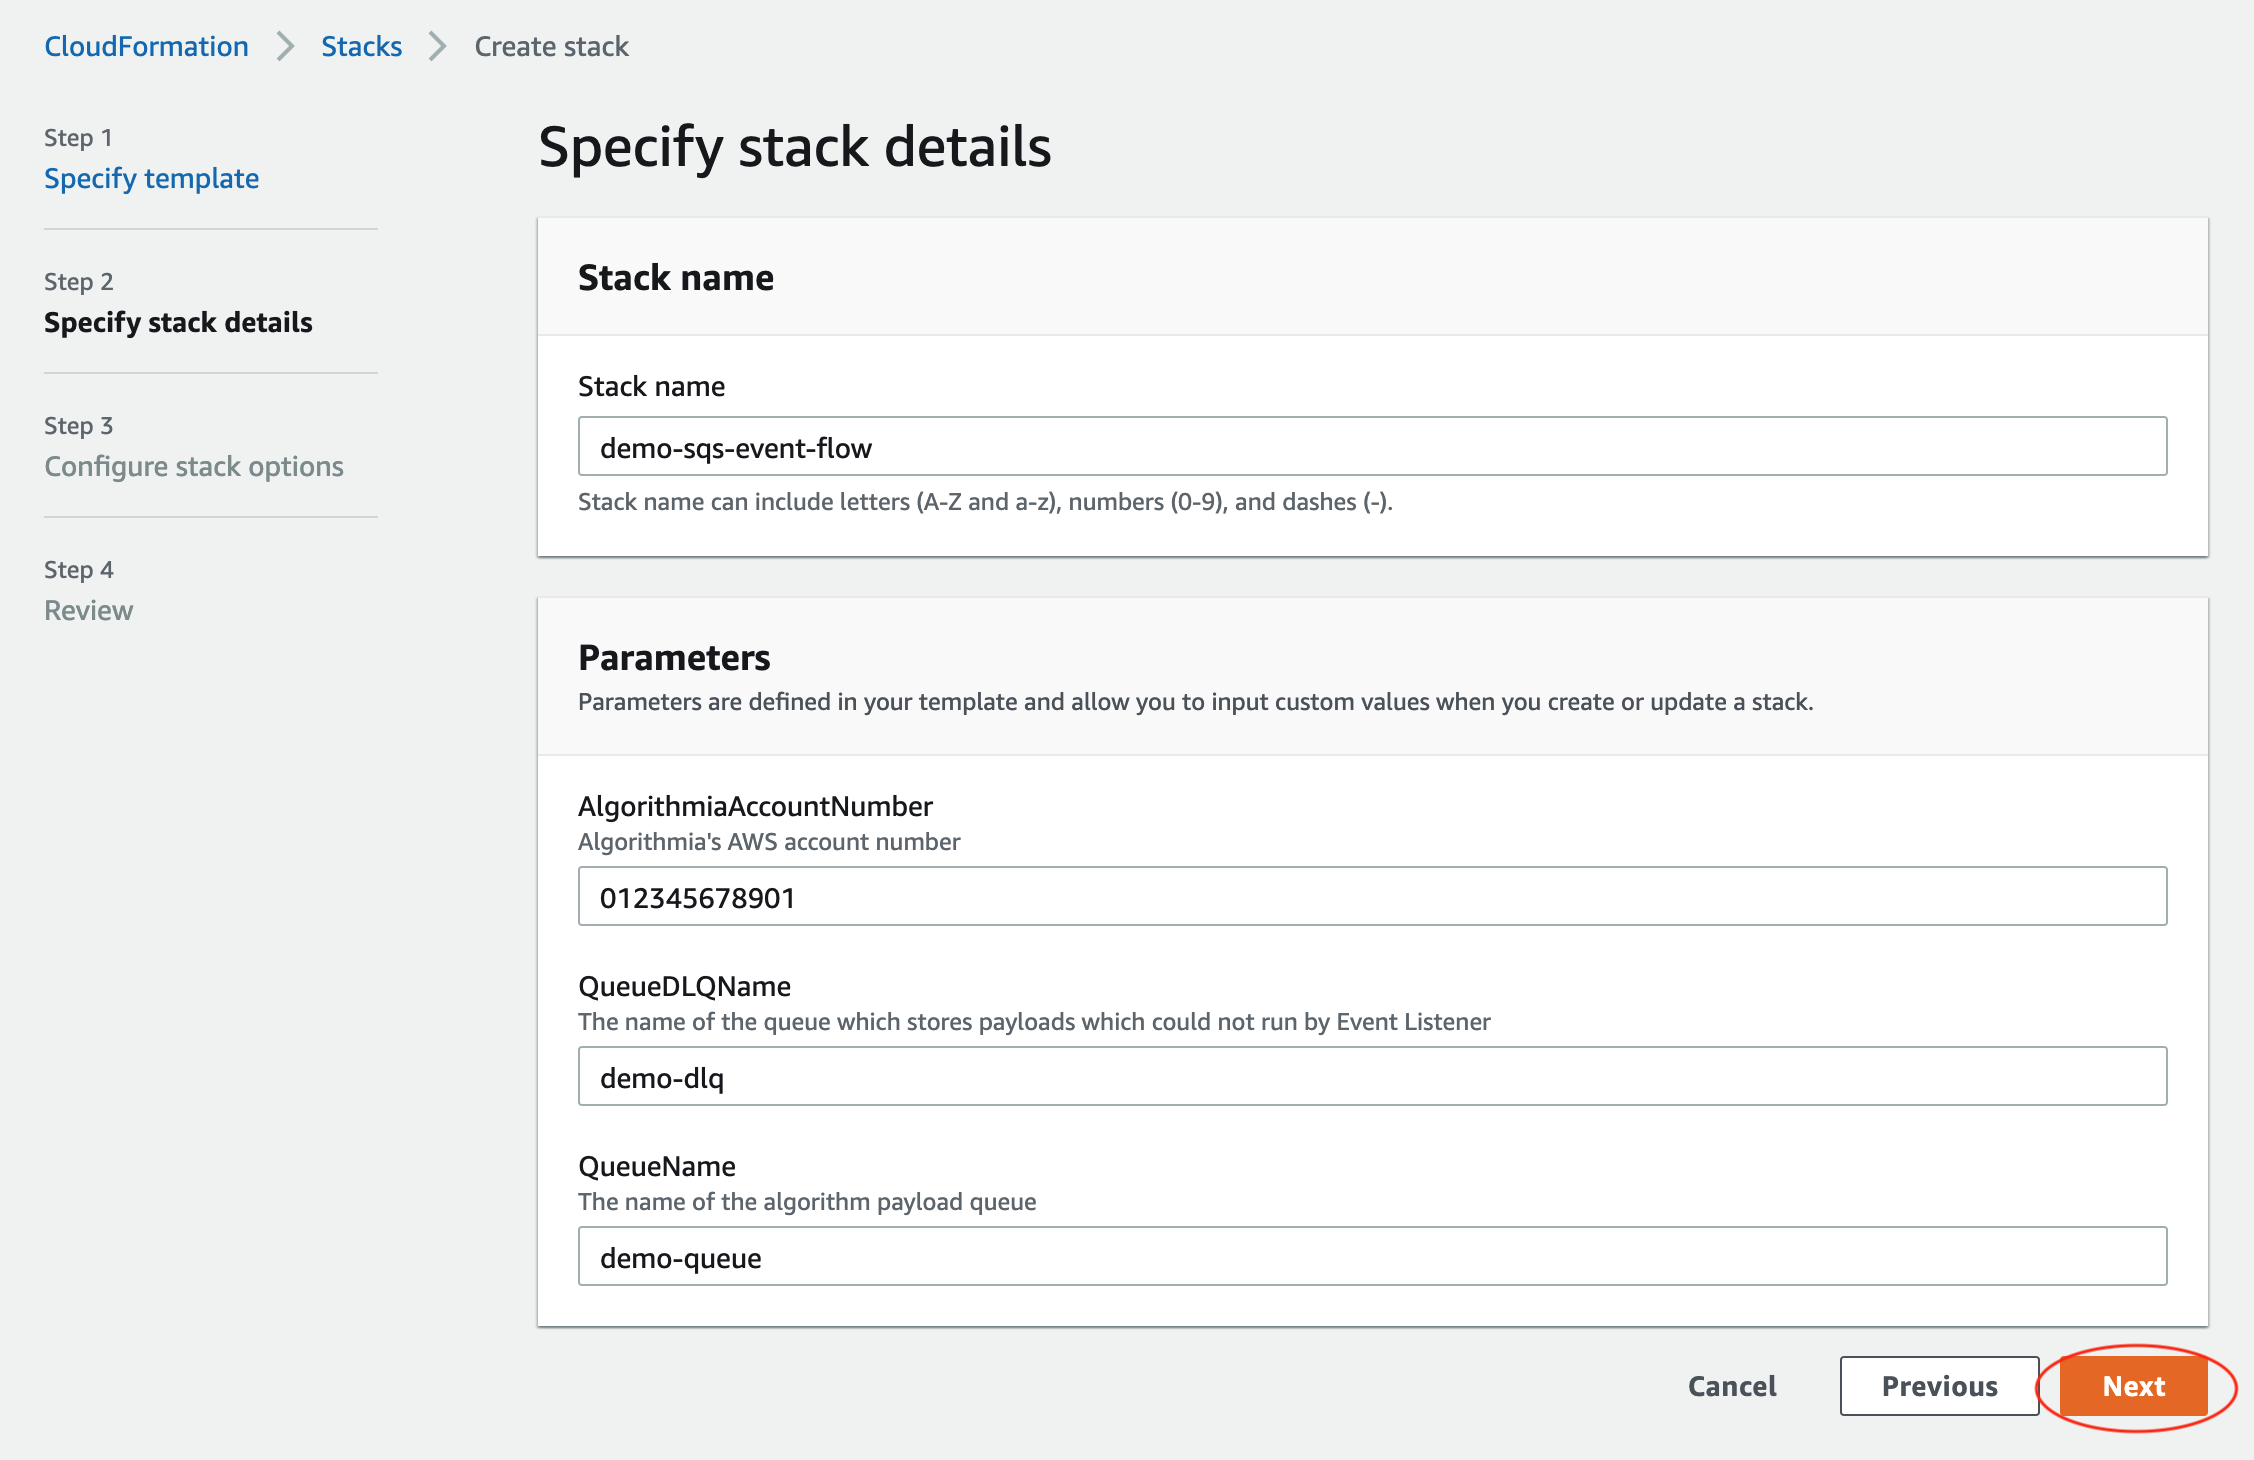 CloudFormation > Stacks > Create stack
Step 1
Specify template
Step 2
Specify stack details
Step 3
Configure stack options
Step 4
Review
Specify stack details
Stack name
Stack name
demo-sqs-event-flow
Stack name can include letters (A-Z and a-z), numbers (0-9), and dashes (-).
Parameters
Parameters are defined in your template and allow you to input custom values when you create or update a stack.
AlgorithmiaAccountNumber
Algorithmia's AWS account number
012345678901
QueueDLQName
The name of the queue which stores payloads which could not run by Event Listener
demo-dlq
QueueName
The name of the algorithm payload queue
demo-queue
Cancel Previous Next